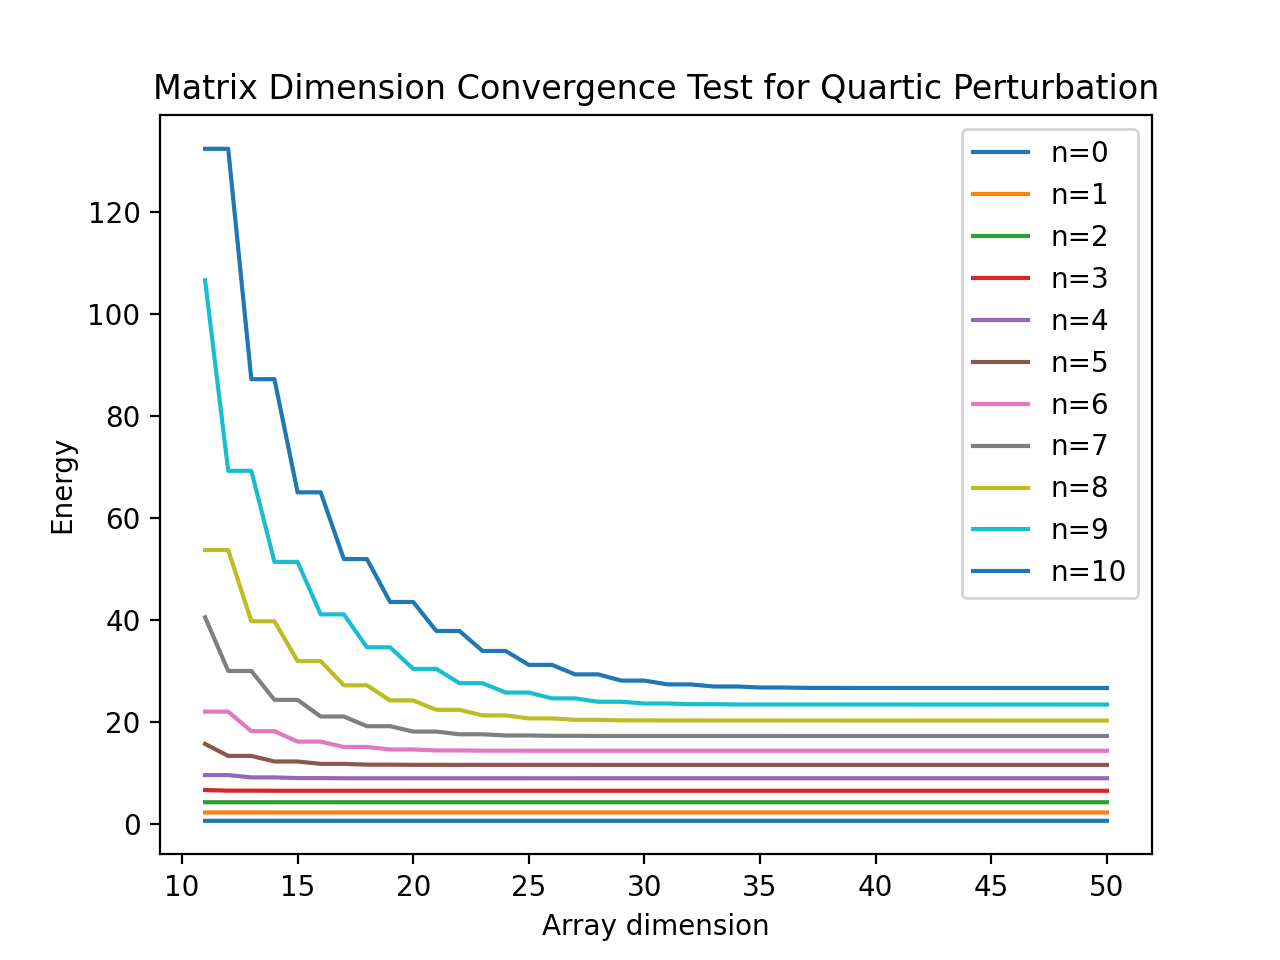 Matrix Dimension Convergence Test for Quartic Perturbation
n=0
n=1
n=2
n=3
n=4
n=5
n=6
n=7
n=8
n=9
n=10
120
100
80
60
40
20
0
Energy
10 15 20 25 30 35 40 45 50
Array dimension